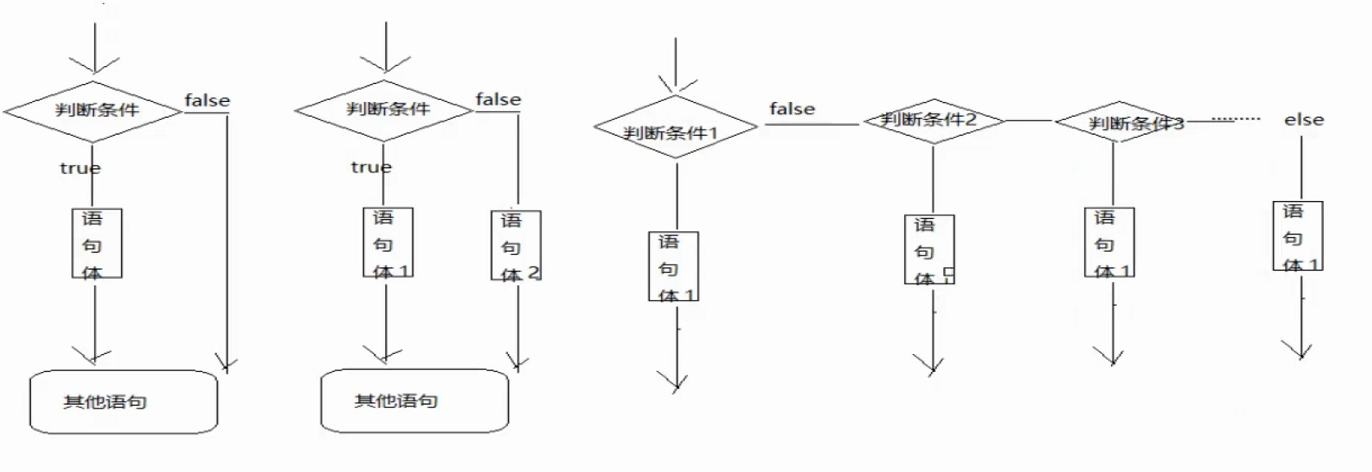 判断条件
false
true
语
句
体
其他语句
判断条件
false
true
语
句
体1
语
句
体2
其他语句
判断条件1
false
语
句
体1
判断条件2
语
句
体
判断条件3
语
句
体1
........
else
语
句
体1